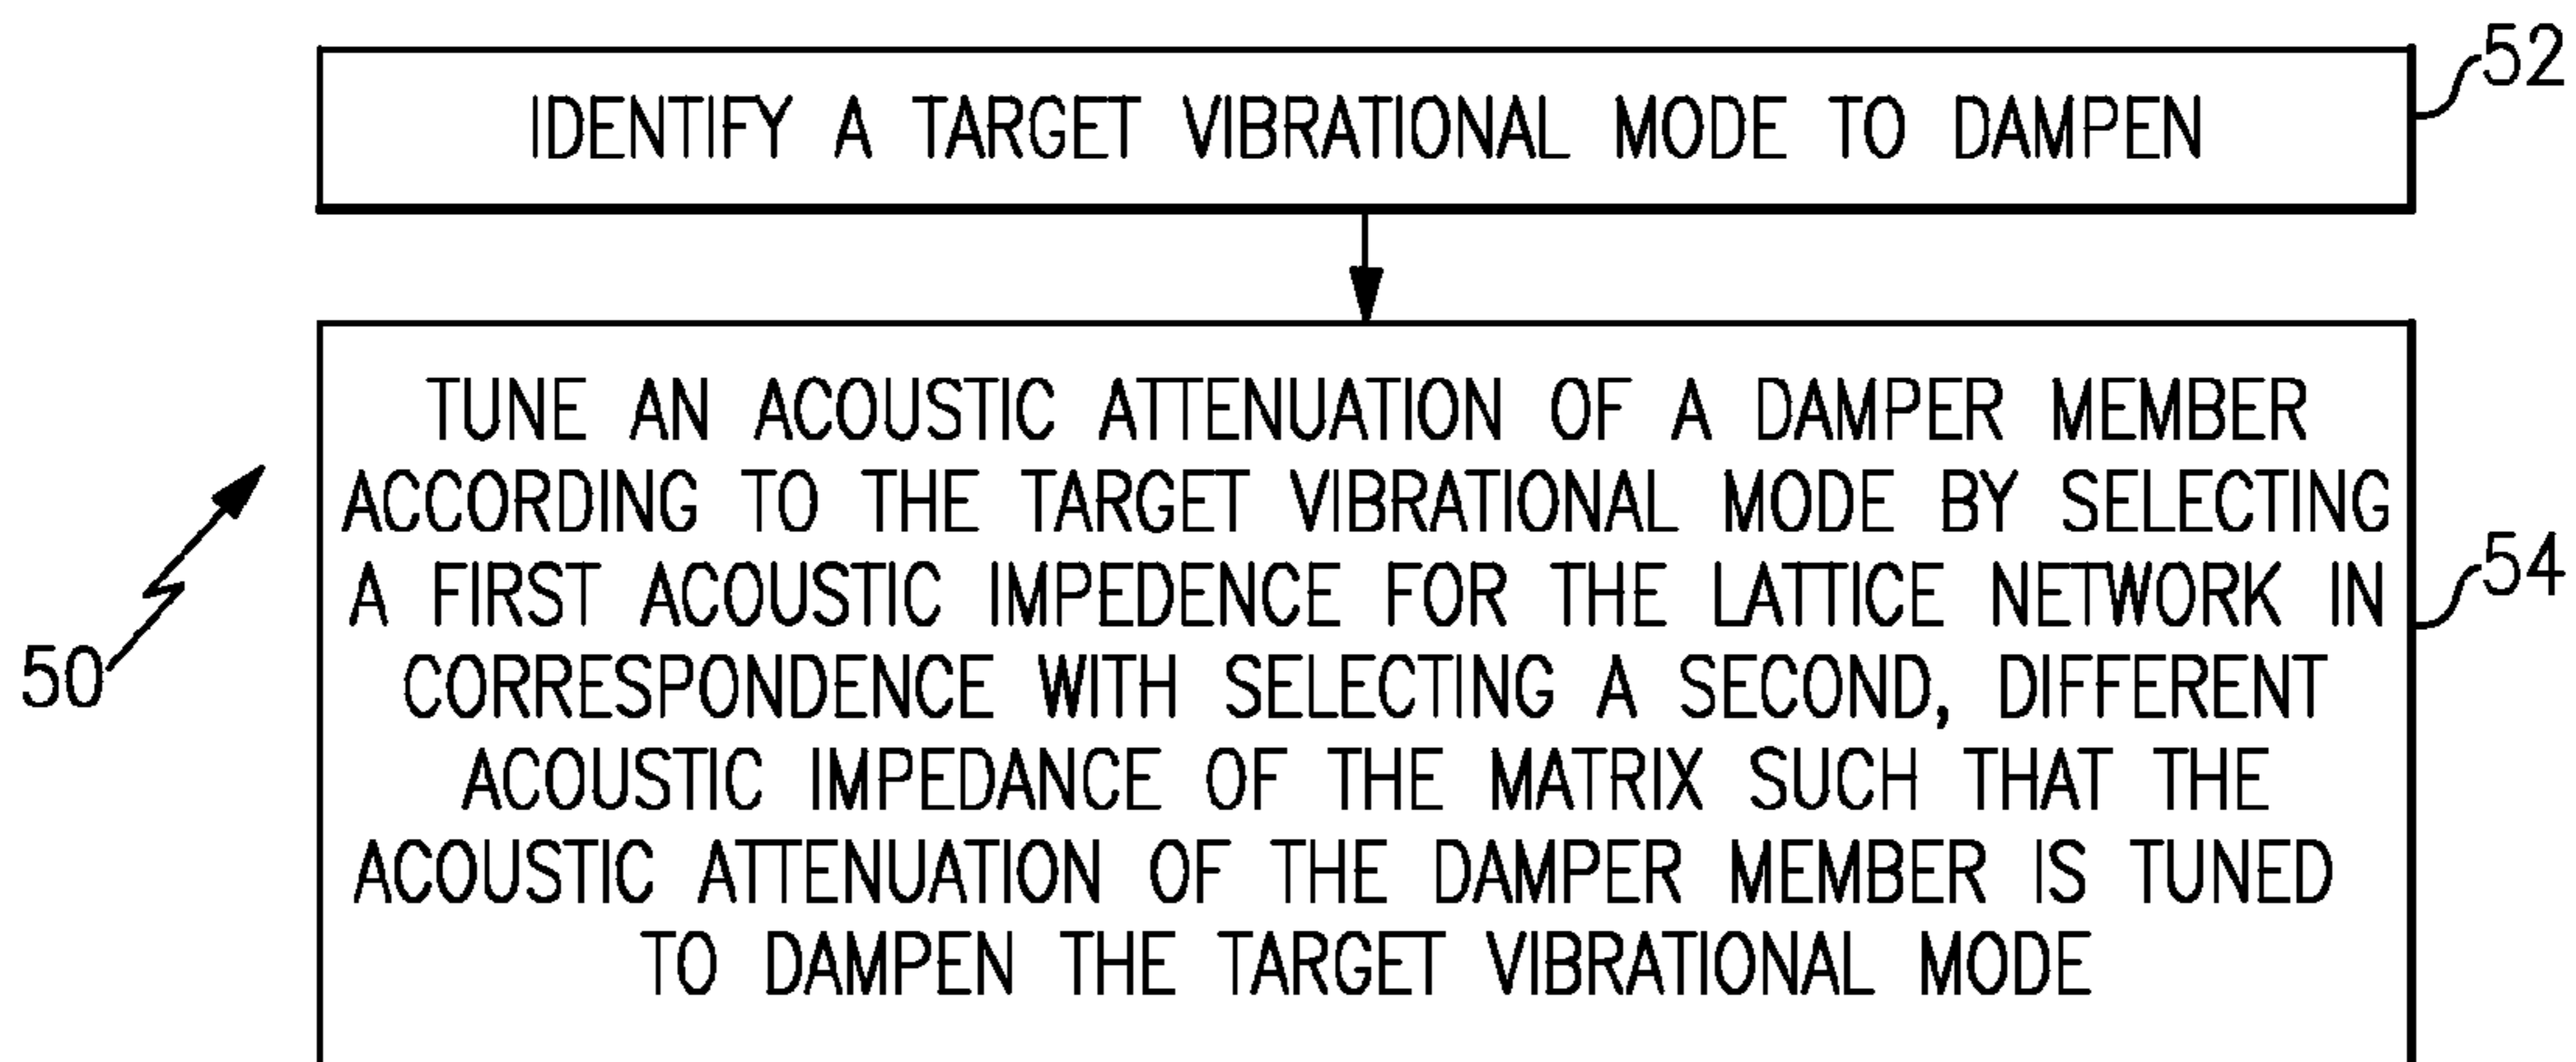 52
IDENTIFY A TARGET VIBRATIONAL MODE TO DAMPEN
TUNE AN ACOUSTIC ATTENUATION OF A DAMPER MEMBER
ACCORDING TO THE TARGET VIBRATIONAL MODE BY SELECTING
A FIRST ACOUSTIC IMPEDENCE FOR THE LATTICE NETWORK IN
CORRESPONDENCE WITH SELECTING A SECOND, DIFFERENT
ACOUSTIC IMPEDANCE OF THE MATRIX SUCH THAT THE
ACOUSTIC ATTENUATION OF THE DAMPER MEMBER IS TUNED
TO DAMPEN THE TARGET VIBRATIONAL MODE
54
50